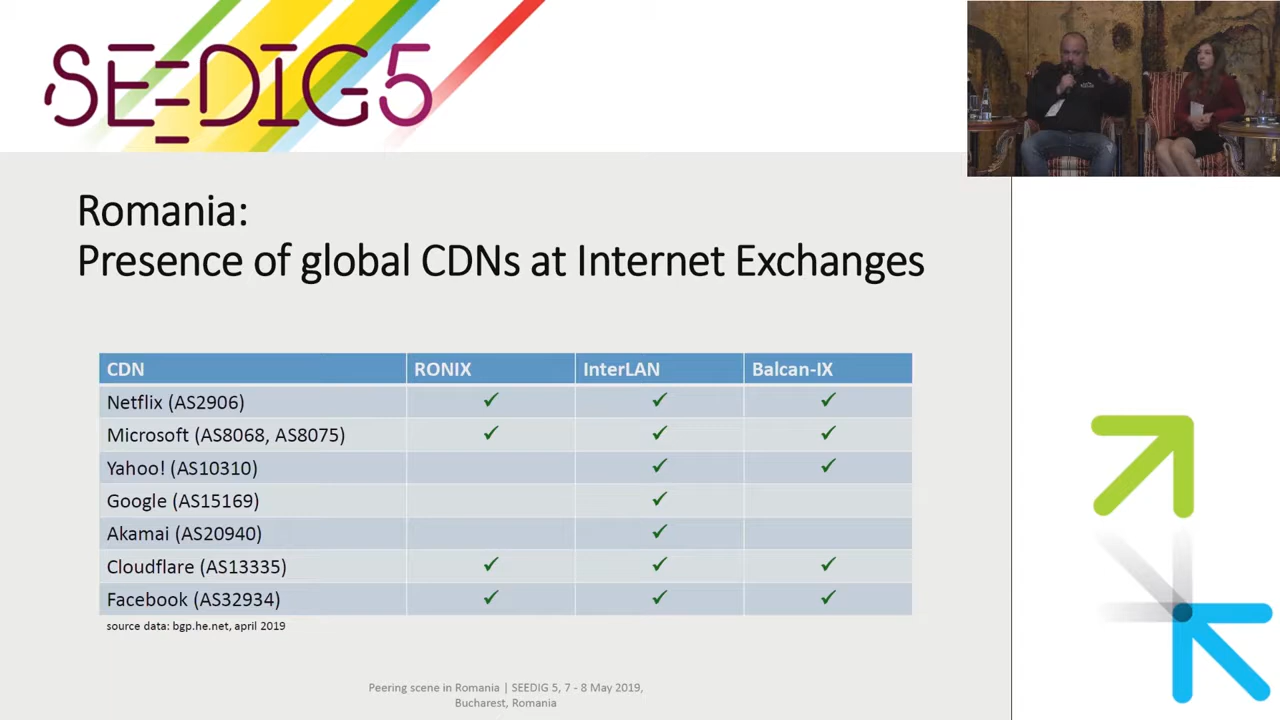 SEEDIG5
Romania:
Presence of global CDNs at Internet Exchanges
CDN RONIX InterLAN Balcan-IX
Netflix (AS2906) ✓ ✓ ✓
Microsoft (AS8068, AS8075) ✓ ✓ ✓
Yahoo! (AS10310) ✓ ✓
Google (AS15169) ✓
Akamai (AS20940) ✓
Cloudflare (AS13335) ✓ ✓ ✓
Facebook (AS32934) ✓ ✓ ✓
source data: bgp.he.net, april 2019
Peering scene in Romania | SEEDIG 5, 7 - 8 May 2019,
Bucharest, Romania